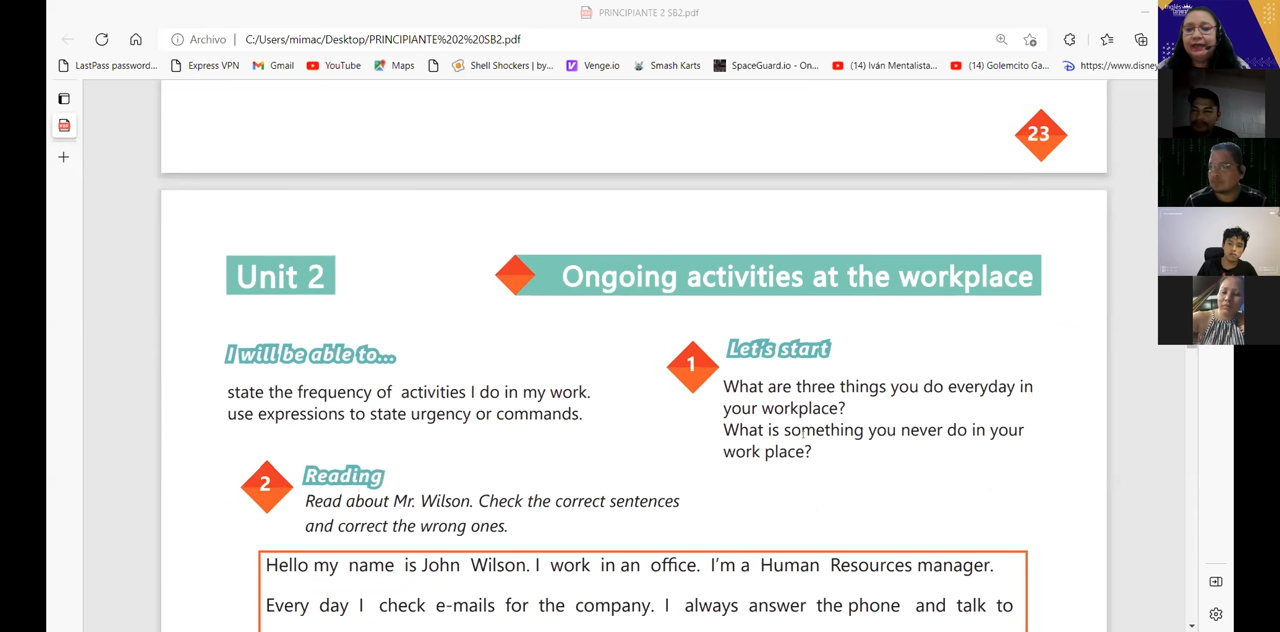 PRINCIPIANTE 2 SB2.pdf
Archivo | C:/Users/mimac/Desktop/PRINCIPIANTE%202%20SB2.pdf
LastPass password... Express VPN Gmail YouTube Maps Shell Shockers | by... Venge.io Smash Karts SpaceGuard.io - On... (14) Iván Mentalista... (14) Golemcito Ga... https://www.disney
23
Unit 2
Ongoing activities at the workplace
I will be able to...
state the frequency of activities I do in my work.
use expressions to state urgency or commands.
1
Let's start
What are three things you do everyday in
your workplace?
What is something you never do in your
work place?
2
Reading
Read about Mr. Wilson. Check the correct sentences
and correct the wrong ones.
Hello my name is John Wilson. I work in an office. I'm a Human Resources manager.
Every day I check e-mails for the company. I always answer the phone and talk to